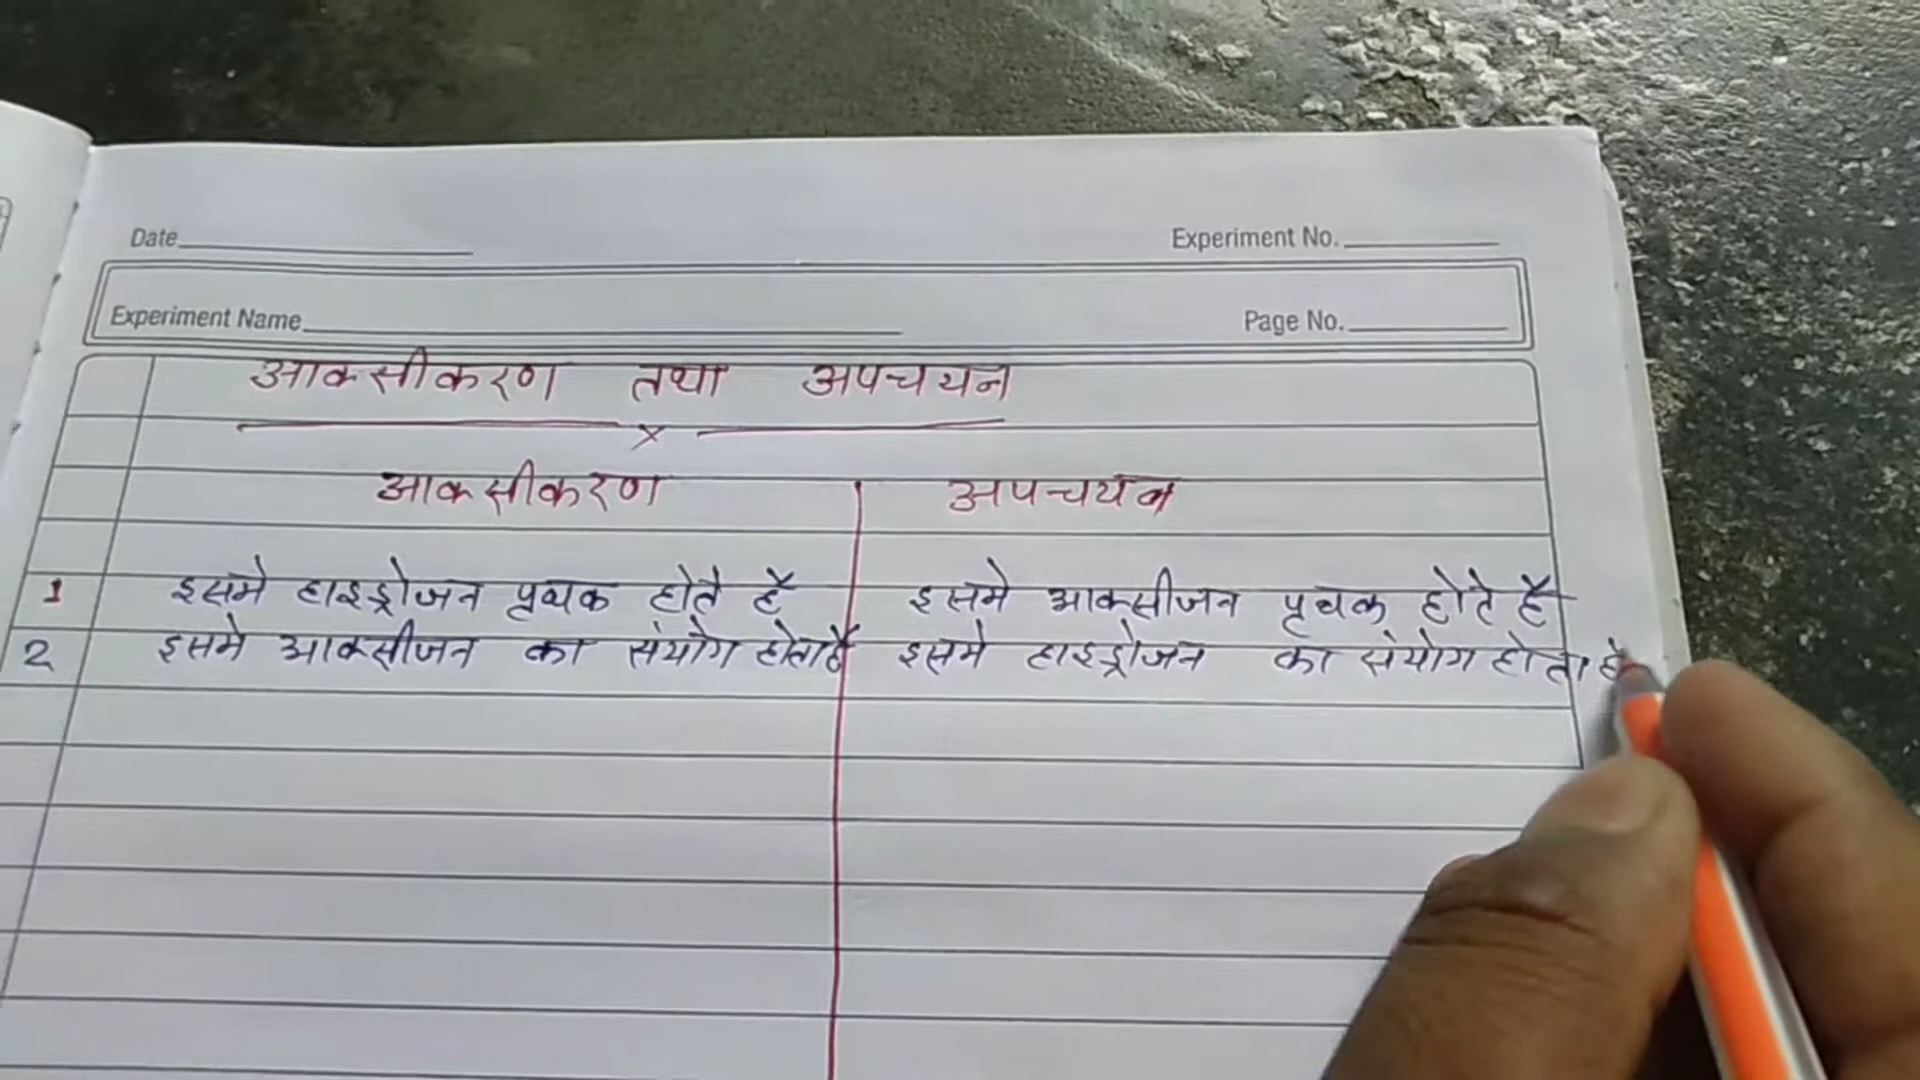 Date
Experiment No.
Experiment Name
Page No.
आकसीकरण तथा अपचयन
x
आकसीकरण अपचयन
1 इसमे हाइड्रोजन पृथक होते है इसमे आकसीजन पृथक होते है
2 इसमे आकसीजन का संयोग होता है इसमे हाइड्रोजन का संयोग होता है